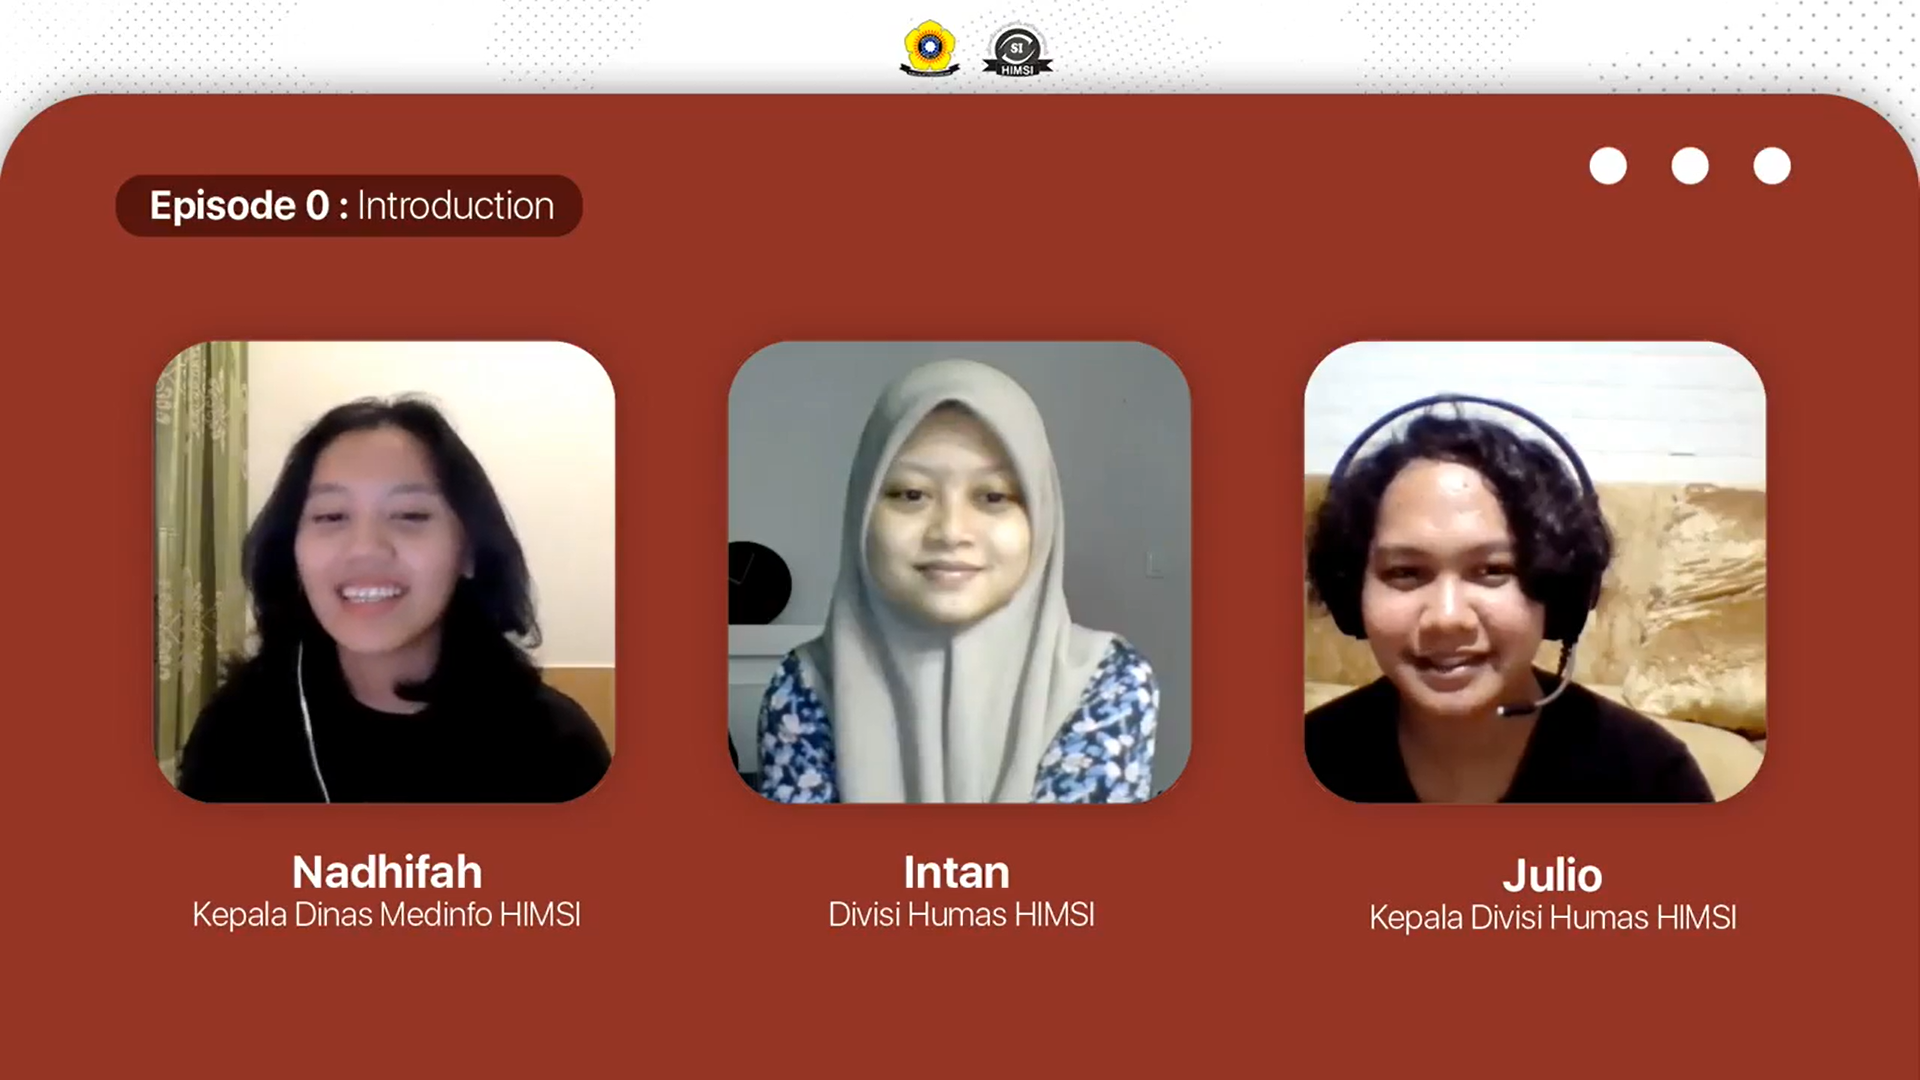 SI
HIMSI
Episode 0 : Introduction
Nadhifah
Kepala Dinas Medinfo HIMSI
Intan
Divisi Humas HIMSI
Julio
Kepala Divisi Humas HIMSI